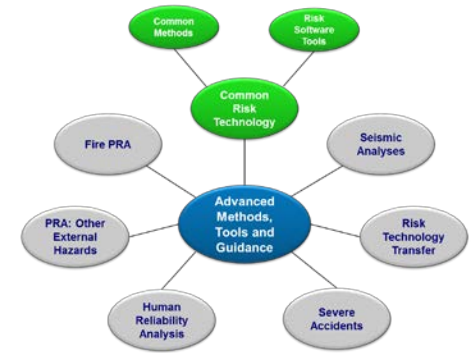 Common
Methods
Risk
Software
Tools
Common
Risk
Technology
Fire PRA
Seismic
Analyses
Advanced
Methods,
Tools and
Guidance
PRA: Other
External
Hazards
Risk
Technology
Transfer
Human
Reliability
Analysis
Severe
Accidents